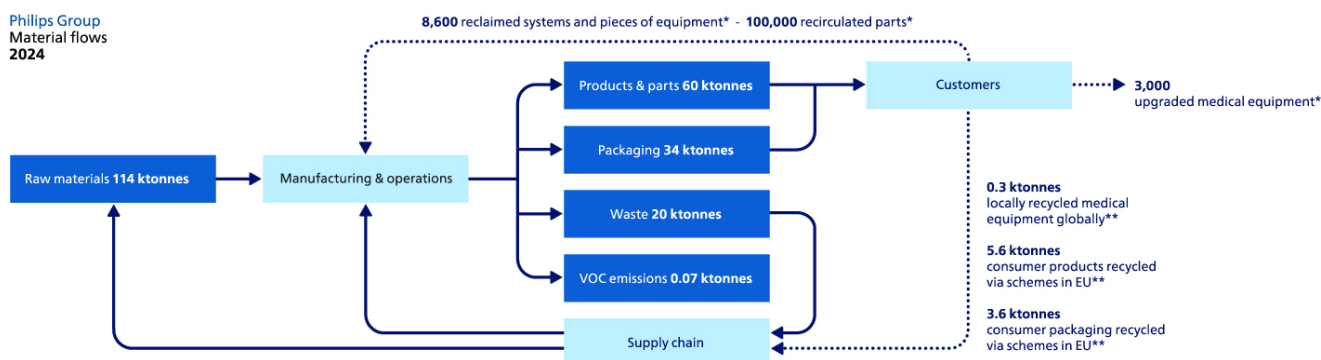 Philips Group
Material flows
2024
8,600 reclaimed systems and pieces of equipment* - 100,000 recirculated parts*
Products & parts 60 ktonnes
Customers
3,000
upgraded medical equipment*
Packaging 34 ktonnes
Raw materials 114 ktonnes
Manufacturing & operations
Waste 20 ktonnes
0.3 ktonnes
locally recycled medical
equipment globally**
VOC emissions 0.07 ktonnes
5.6 ktonnes
consumer products recycled
via schemes in EU**
Supply chain
3.6 ktonnes
consumer packaging recycled
via schemes in EU**